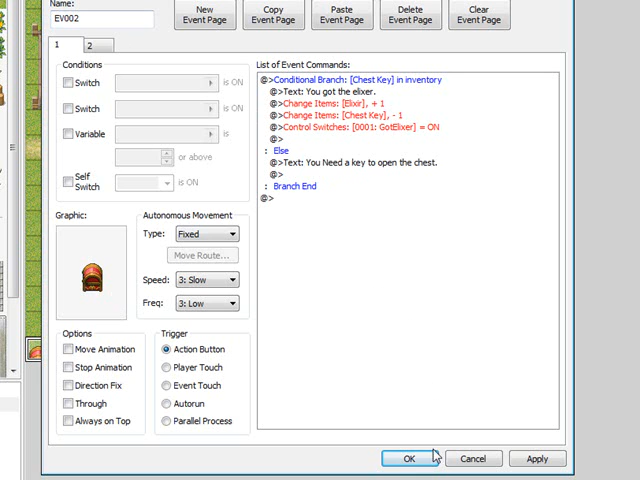 Name:
EV002
New Event Page
Copy Event Page
Paste Event Page
Delete Event Page
Clear Event Page
1
2
Conditions
Switch
is ON
Switch
is ON
Variable
is
or above
Self Switch
is ON
Graphic:
Autonomous Movement
Type:
Fixed
Move Route...
Speed:
3: Slow
Freq:
3: Low
Options
Move Animation
Stop Animation
Direction Fix
Through
Always on Top
Trigger
Action Button
Player Touch
Event Touch
Autorun
Parallel Process
List of Event Commands:
@>Conditional Branch: [Chest Key] in inventory
@>Text: You got the elixer.
@>Change Items: [Elixir], + 1
@>Change Items: [Chest Key], - 1
@>Control Switches: [0001: GotElixer] = ON
@>
: Else
@>Text: You Need a key to open the chest.
@>
: Branch End
@>
OK
Cancel
Apply